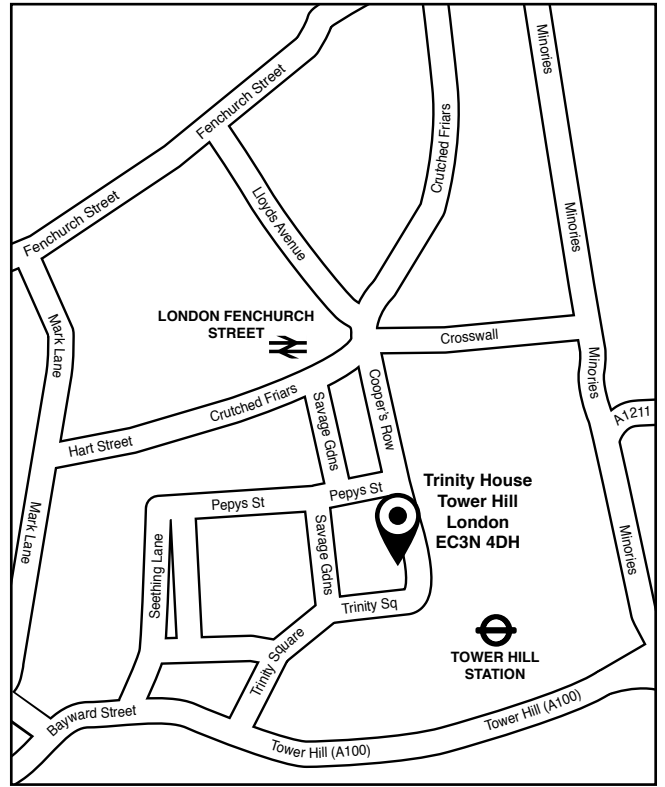 Minories
Fenchurch Street
Crutched Friars
Fenchurch Street
Lloyds Avenue
Minories
LONDON FENCHURCH
STREET
Mark Lane
Crosswall
Minories
Crutched Friars
Cooper's Row
A1211
Hart Street
Savage Gdns
Trinity House
Tower Hill
London
EC3N 4DH
Pepys St
Pepys St
Mark Lane
Savage Gdns
Minories
Seething Lane
Trinity Sq
Trinity Square
TOWER HILL
STATION
Bayward Street
Tower Hill (A100)
Tower Hill (A100)